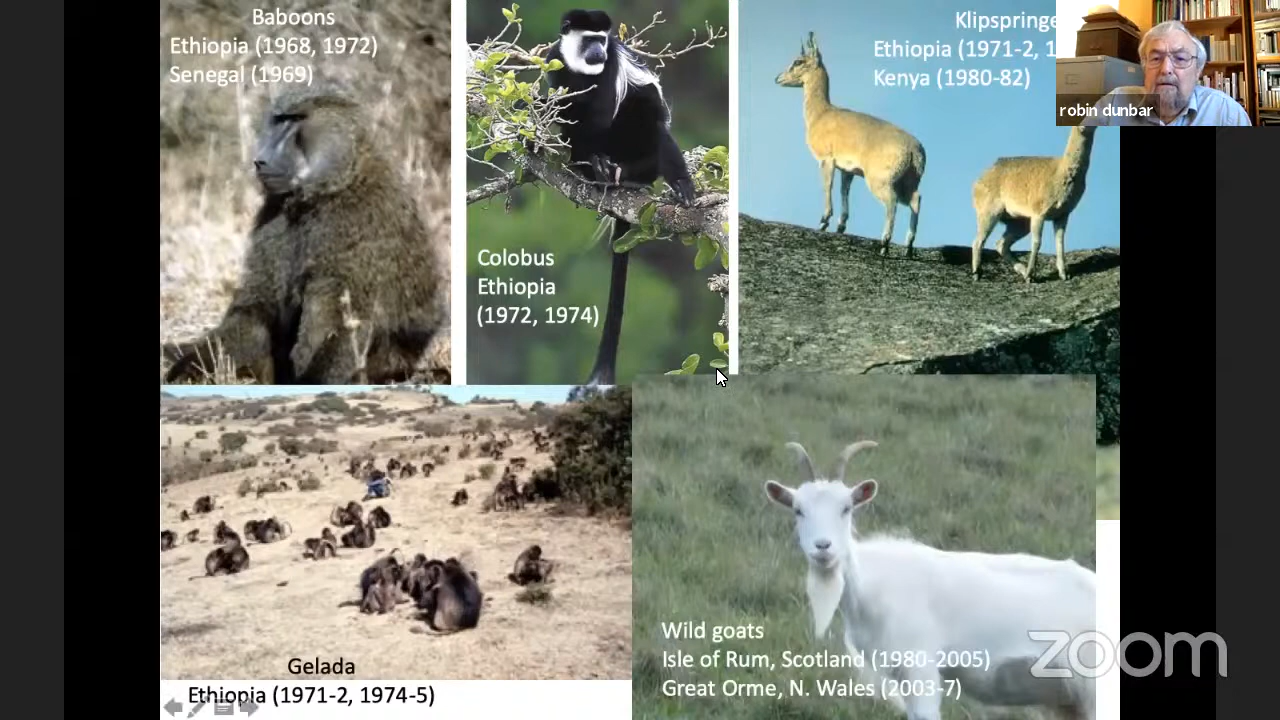 Baboons
Ethiopia (1968, 1972)
Senegal (1969)
Colobus
Ethiopia
(1972, 1974)
Klipspringe
Ethiopia (1971-2, 1
Kenya (1980-82)
robin dunbar
Gelada
Ethiopia (1971-2, 1974-5)
Wild goats
Isle of Rum, Scotland (1980-2005)
Great Orme, N. Wales (2003-7)
zoom